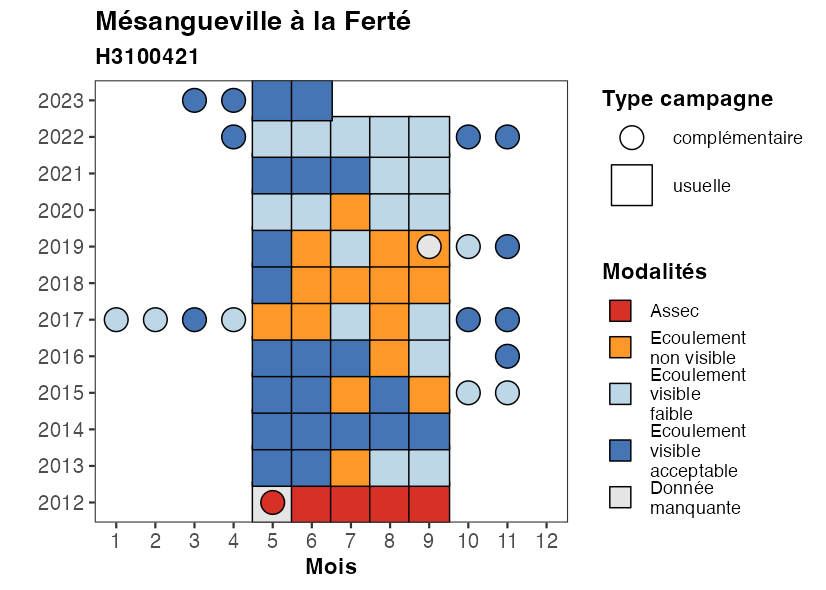 Mésangueville à la Ferté
H3100421
2023
2022
2021
2020
2019
2018
2017
2016
2015
2014
2013
2012
1 2 3 4 5 6 7 8 9 10 11 12
Mois
Type campagne
complémentaire
usuelle
Modalités
Assec
Ecoulement
non visible
Ecoulement
visible
faible
Ecoulement
visible
acceptable
Donnée
manquante